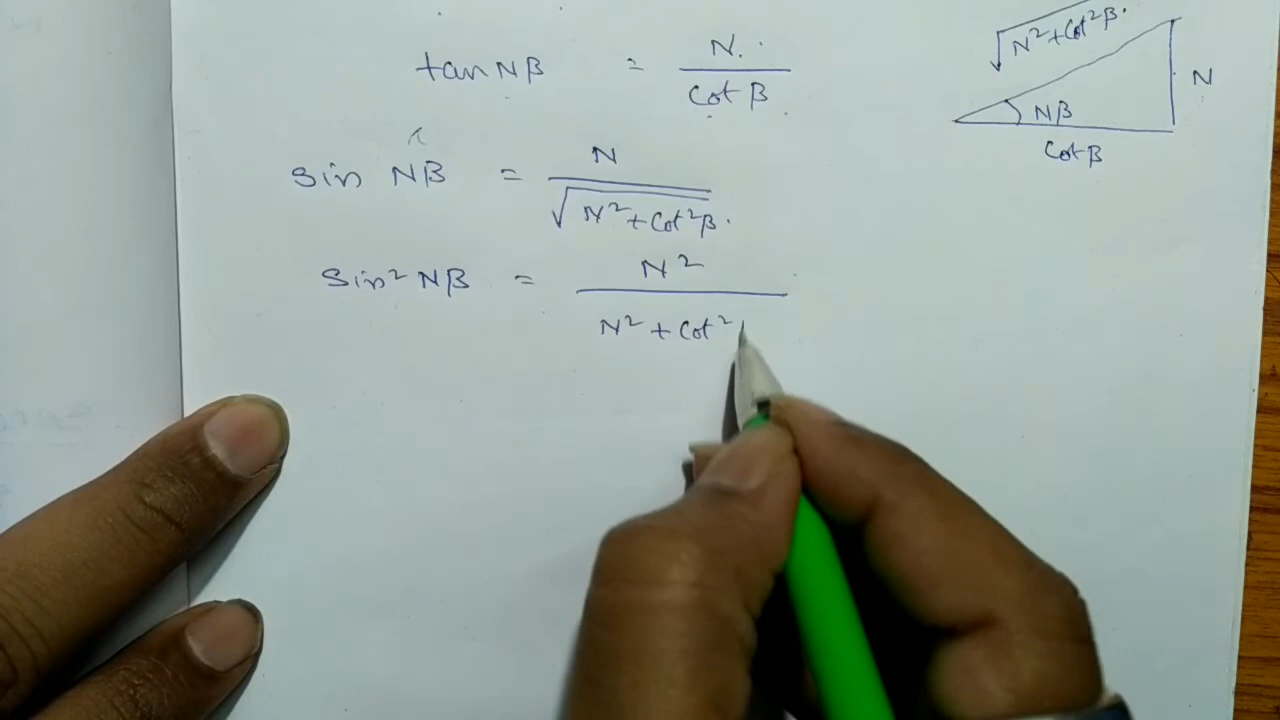 tan Nβ = N / Cot β
Sin Nβ = N / √N²+Cot²β.
Sin² Nβ = N² / N² + Cot²
√N²+Cot²β.
N
Nβ
Cot β